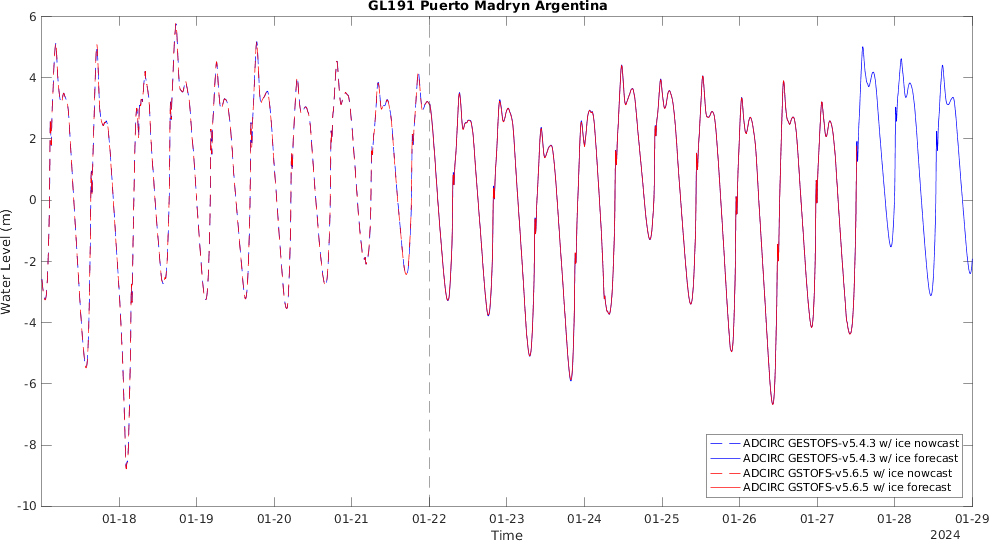 GL191 Puerto Madryn Argentina
6
4
2
0
-2
-4
-6
-8
-10
Water Level (m)
ADCIRC GESTOFS-v5.4.3 w/ ice nowcast
ADCIRC GESTOFS-v5.4.3 w/ ice forecast
ADCIRC GSTOFS-v5.6.5 w/ ice nowcast
ADCIRC GSTOFS-v5.6.5 w/ ice forecast
01-18 01-19 01-20 01-21 01-22 01-23 01-24 01-25 01-26 01-27 01-28 01-29
Time
2024